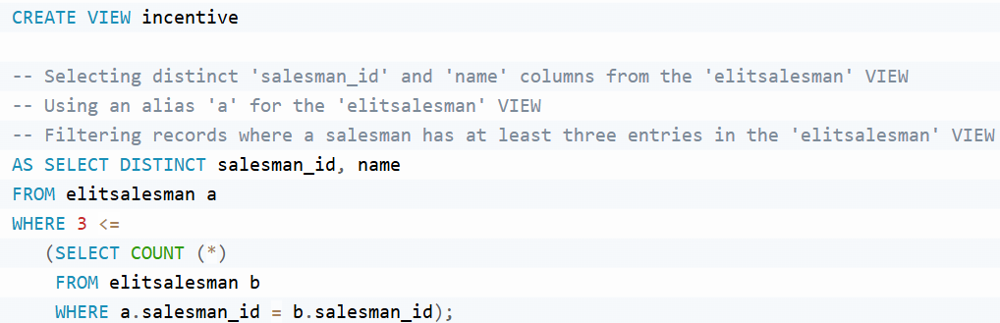 CREATE VIEW incentive
-- Selecting distinct 'salesman_id' and 'name' columns from the 'elitsalesman' VIEW
-- Using an alias 'a' for the 'elitsalesman' VIEW
-- Filtering records where a salesman has at least three entries in the 'elitsalesman' VIEW
AS SELECT DISTINCT salesman_id, name
FROM elitsalesman a
WHERE 3 <=
(SELECT COUNT (*)
FROM elitsalesman b
WHERE a.salesman_id = b.salesman_id);